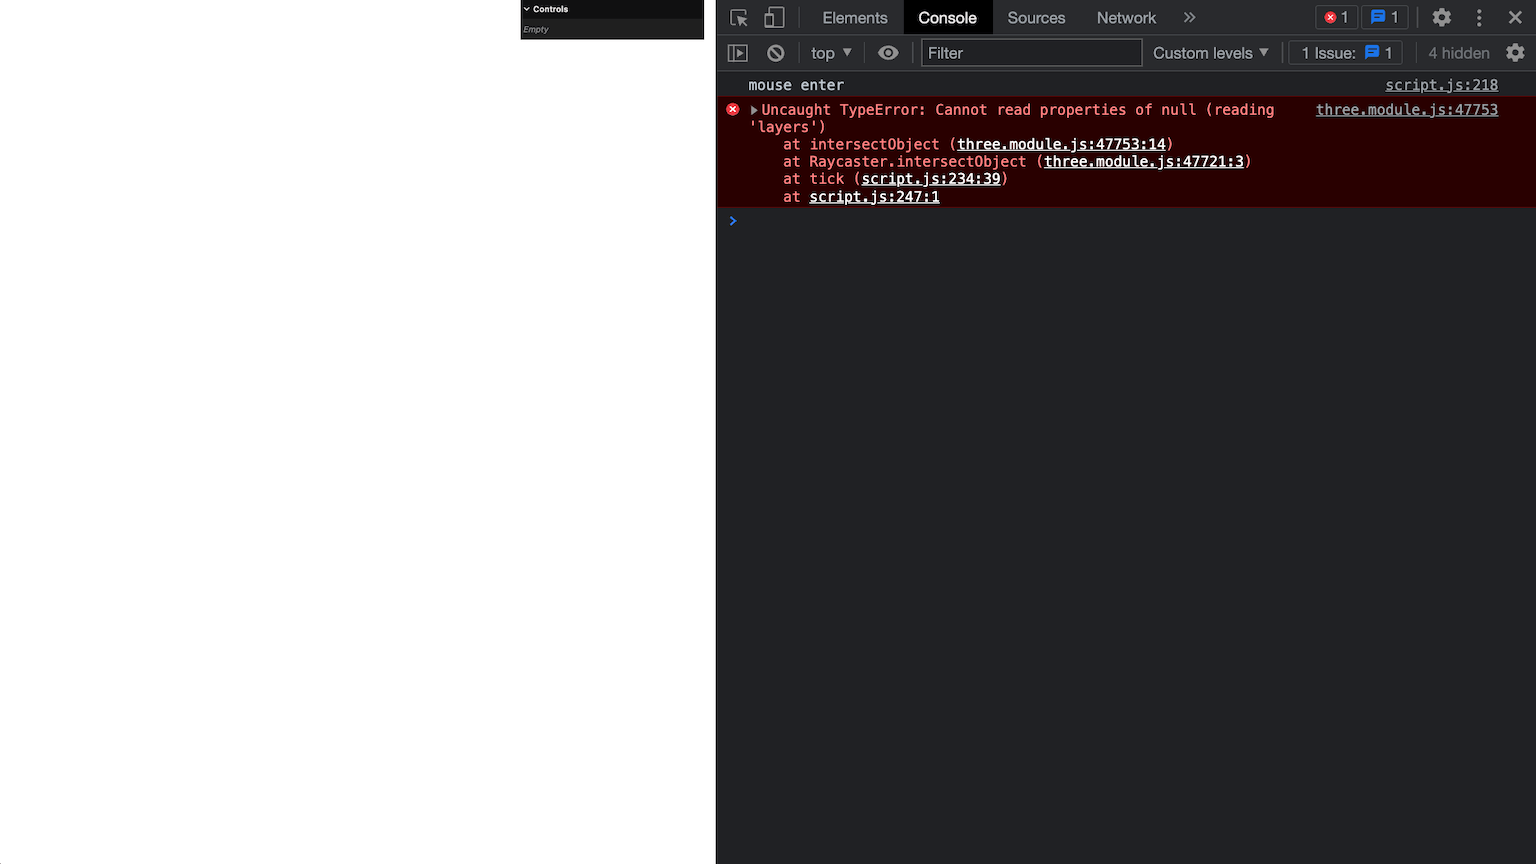 Controls
Empty
Elements Console Sources Network 1 1
top Filter Custom levels 1 Issue: 1 4 hidden
mouse enter script.js:218
Uncaught TypeError: Cannot read properties of null (reading three.module.js:47753
'layers')
at intersectObject (three.module.js:47753:14)
at Raycaster.intersectObject (three.module.js:47721:3)
at tick (script.js:234:39)
at script.js:247:1